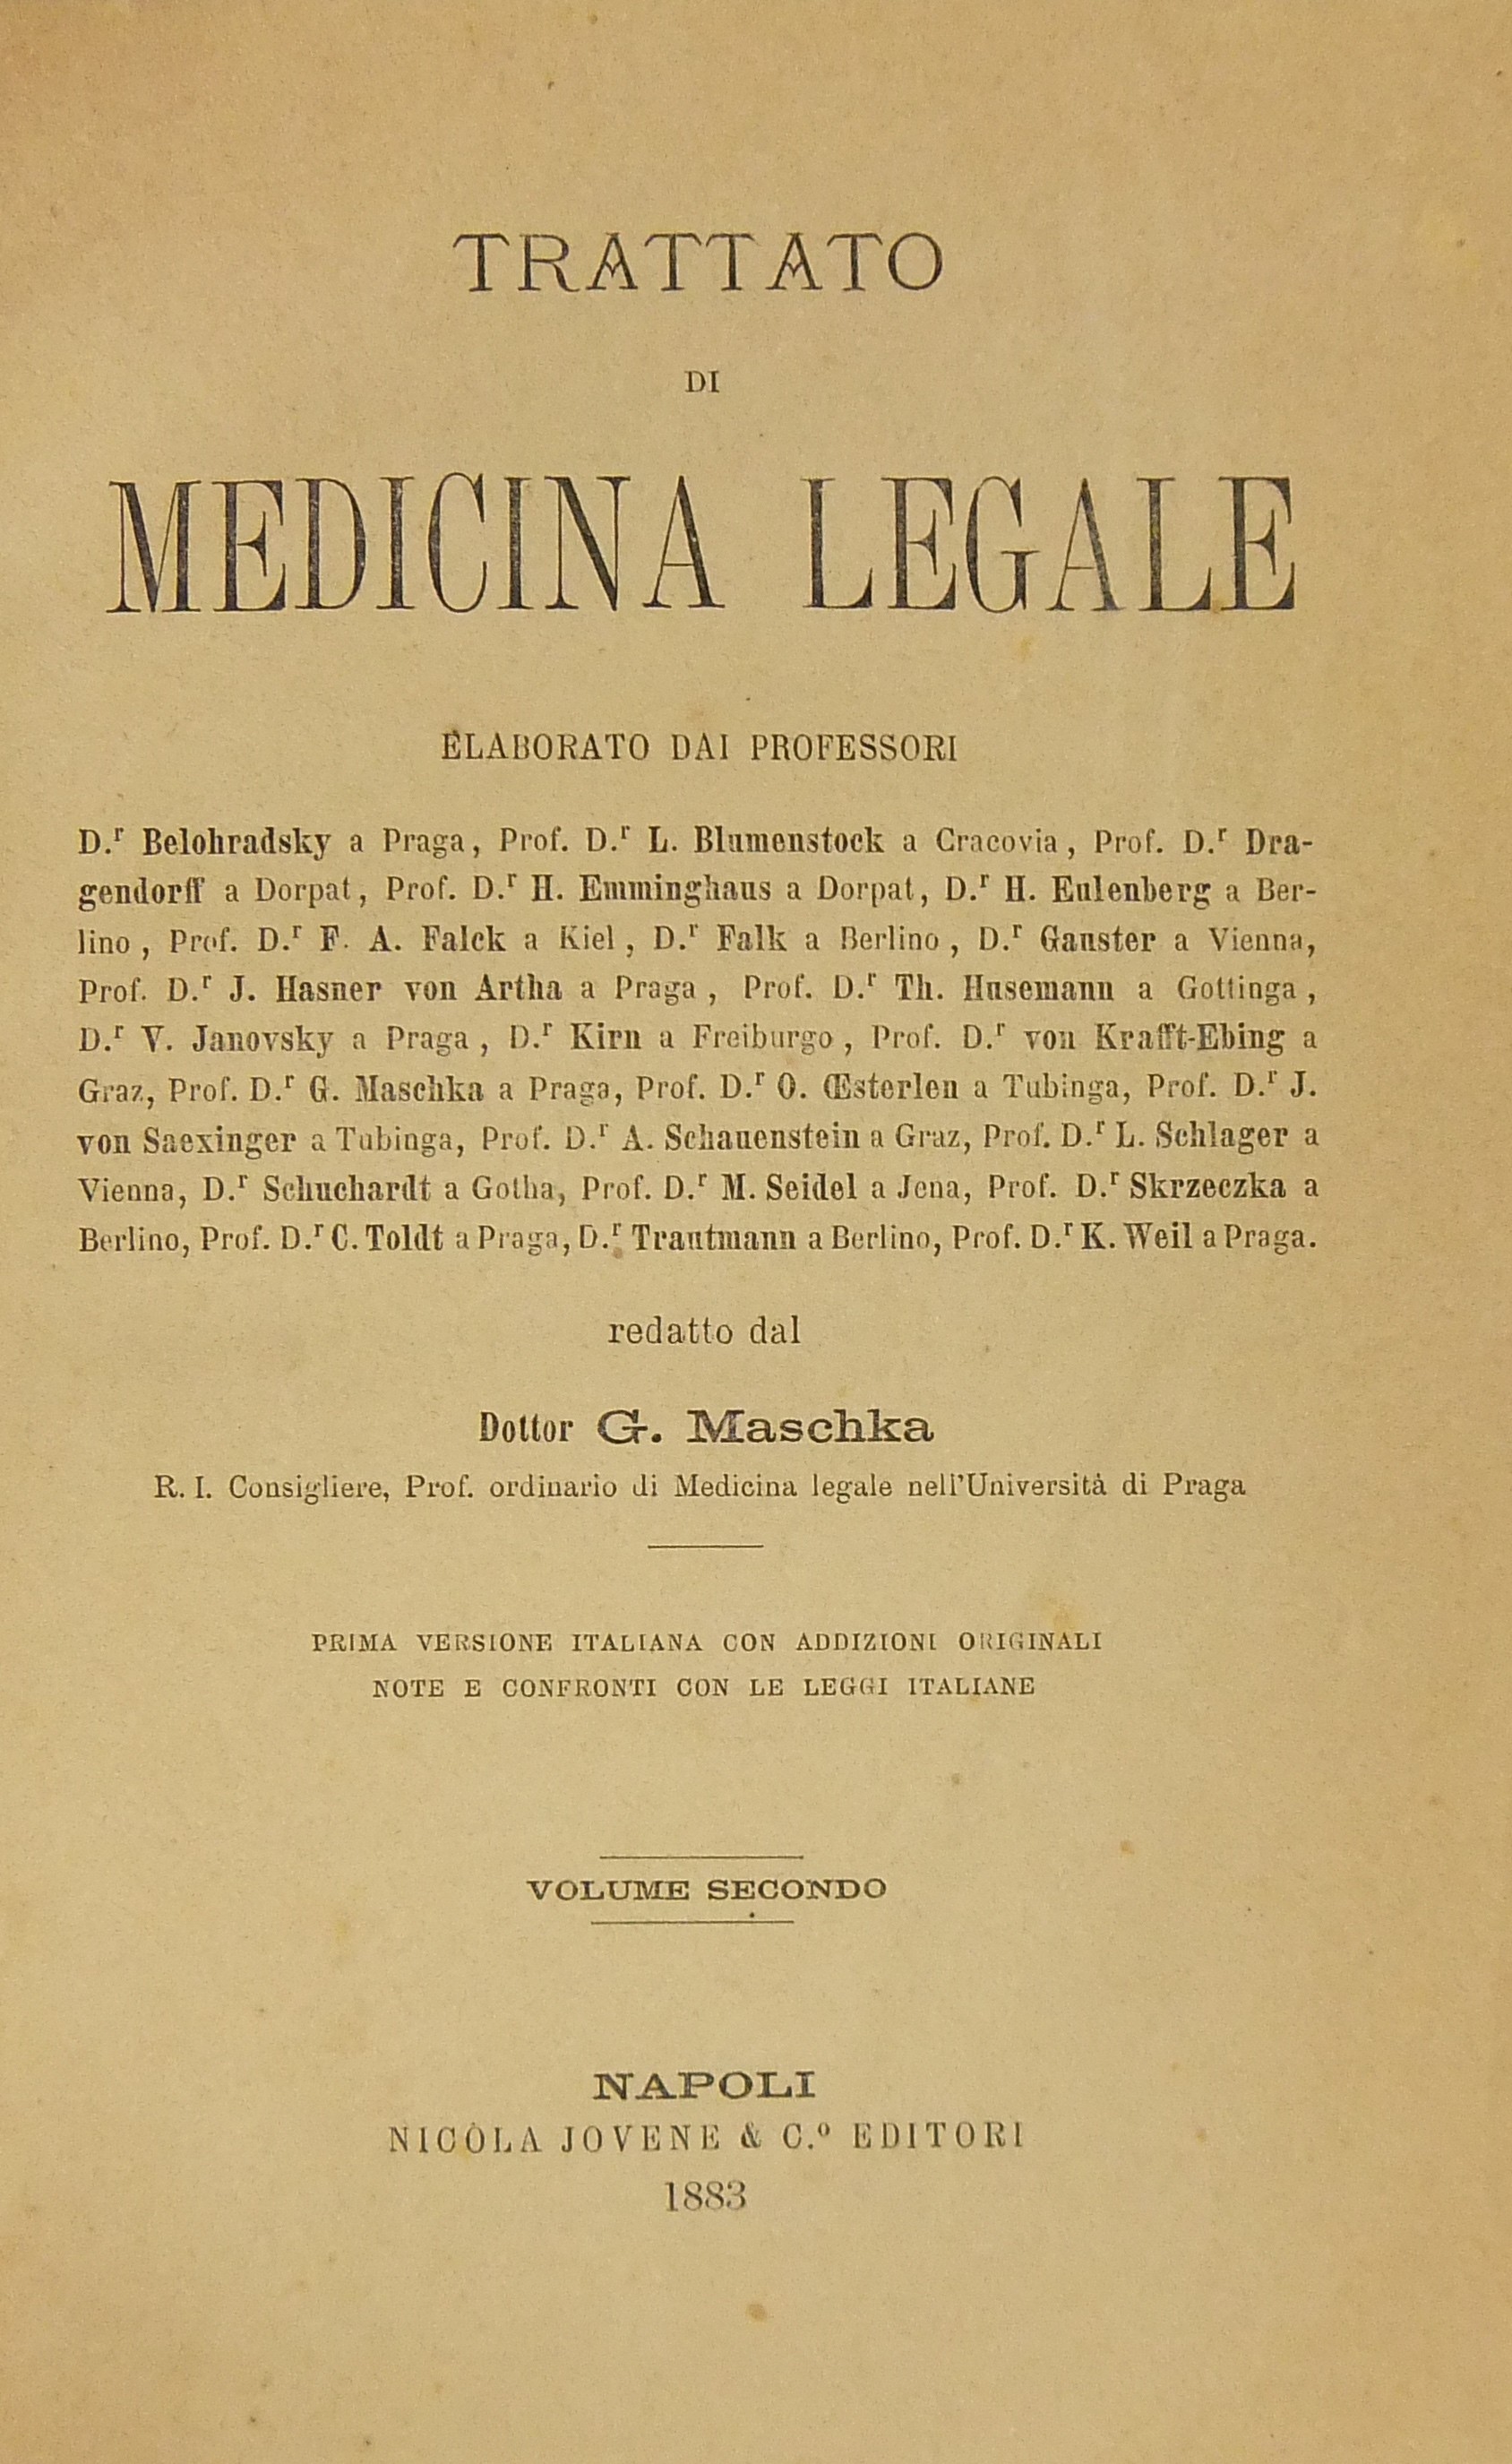 TRATTATO
DI
MEDICINA LEGALE
ELABORATO DAI PROFESSORI
D.ʳ Belohradsky a Praga, Prof. D.ʳ L. Blumenstock a Cracovia, Prof. D.ʳ Dra-
gendorff a Dorpat, Prof. D.ʳ H. Emminghaus a Dorpat, D.ʳ H. Eulenberg a Ber-
lino, Prof. D.ʳ F. A. Falck a Kiel, D.ʳ Falk a Berlino, D.ʳ Gauster a Vienna,
Prof. D.ʳ J. Hasner von Artha a Praga, Prof. D.ʳ Th. Husemann a Gottinga,
D.ʳ V. Janovsky a Praga, D.ʳ Kirn a Freiburgo, Prof. D.ʳ von Krafft-Ebing a
Graz, Prof. D.ʳ G. Maschka a Praga, Prof. D.ʳ O. Œsterlen a Tubinga, Prof. D.ʳ J.
von Saexinger a Tubinga, Prof. D.ʳ A. Schauenstein a Graz, Prof. D.ʳ L. Schlager a
Vienna, D.ʳ Schuchardt a Gotha, Prof. D.ʳ M. Seidel a Jena, Prof. D.ʳ Skrzeczka a
Berlino, Prof. D.ʳ C. Toldt a Praga, D.ʳ Trautmann a Berlino, Prof. D.ʳ K. Weil a Praga.
redatto dal
Dottor G. Maschka
R. I. Consigliere, Prof. ordinario di Medicina legale nell'Università di Praga
PRIMA VERSIONE ITALIANA CON ADDIZIONI ORIGINALI
NOTE E CONFRONTI CON LE LEGGI ITALIANE
VOLUME SECONDO
NAPOLI
NICOLA JOVENE & C.º EDITORI
1883